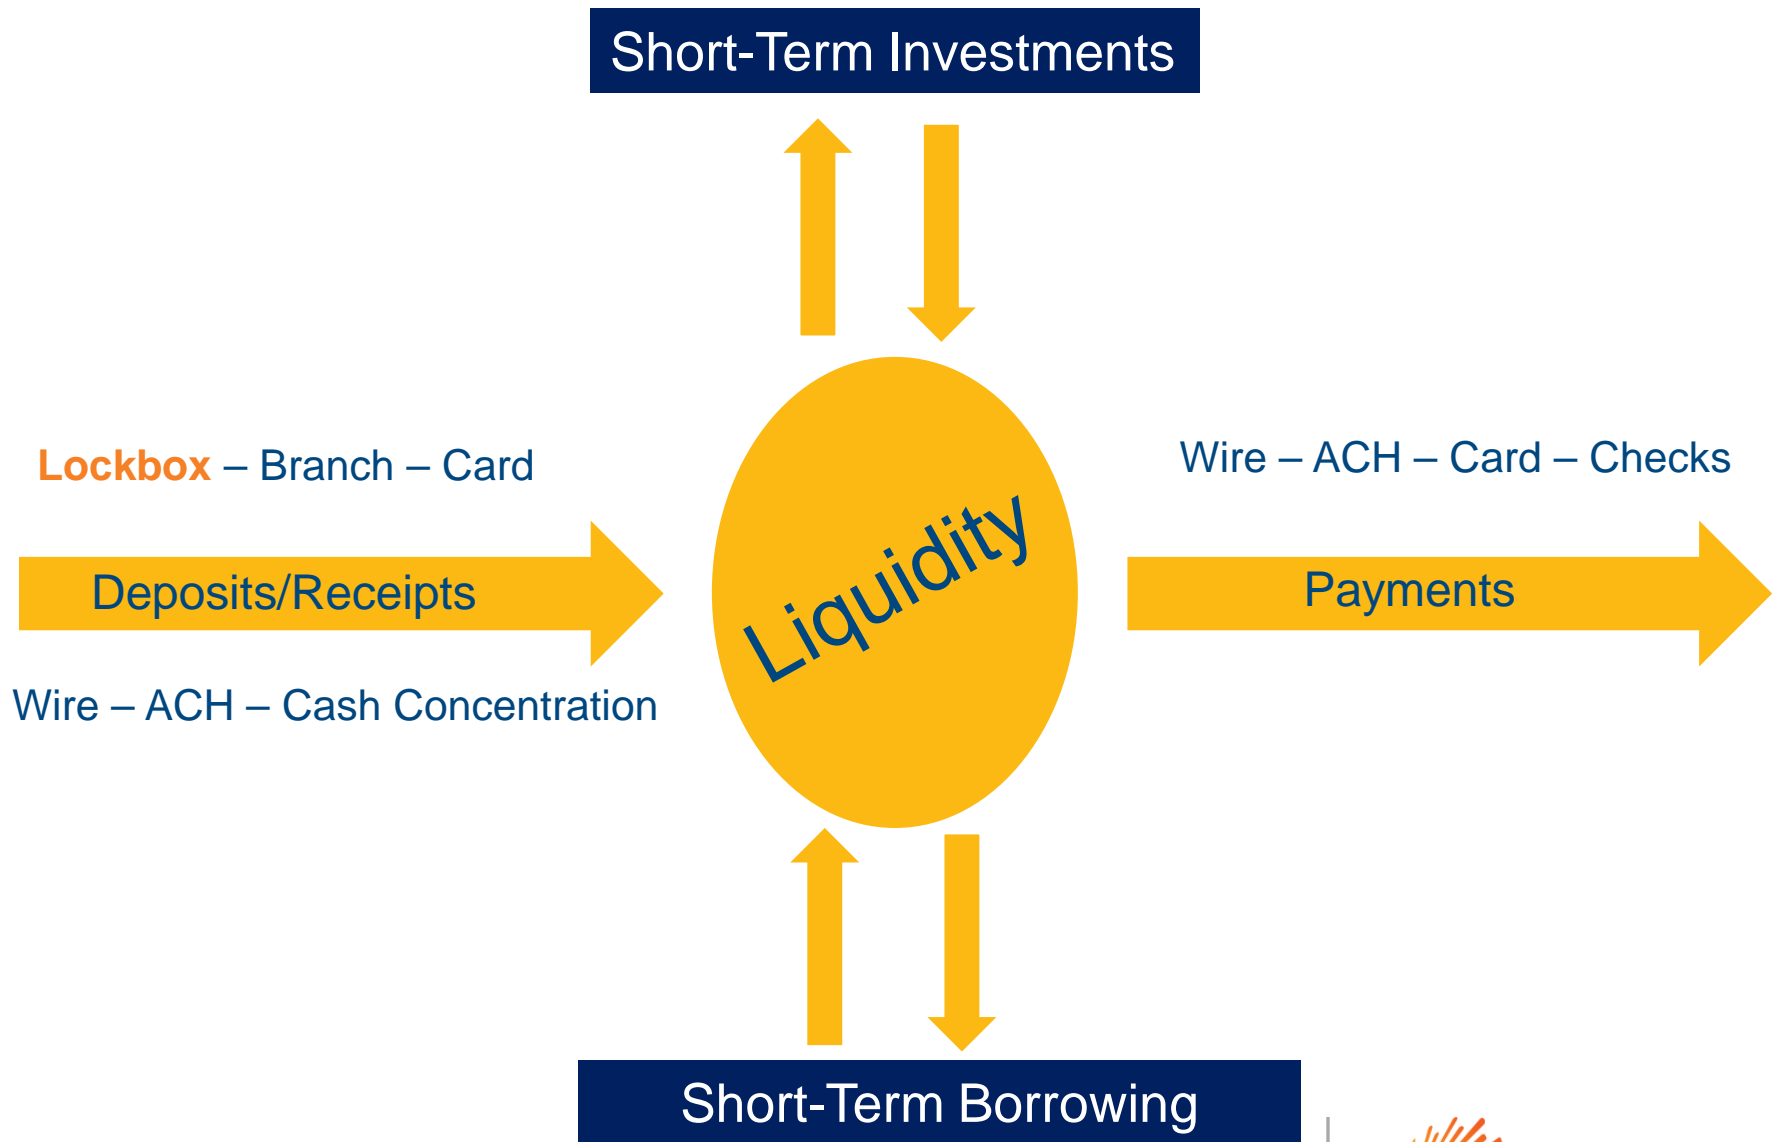 Short-Term Investments
Lockbox – Branch – Card
Wire – ACH – Card – Checks
Deposits/Receipts
Liquidity
Payments
Wire – ACH – Cash Concentration
Short-Term Borrowing